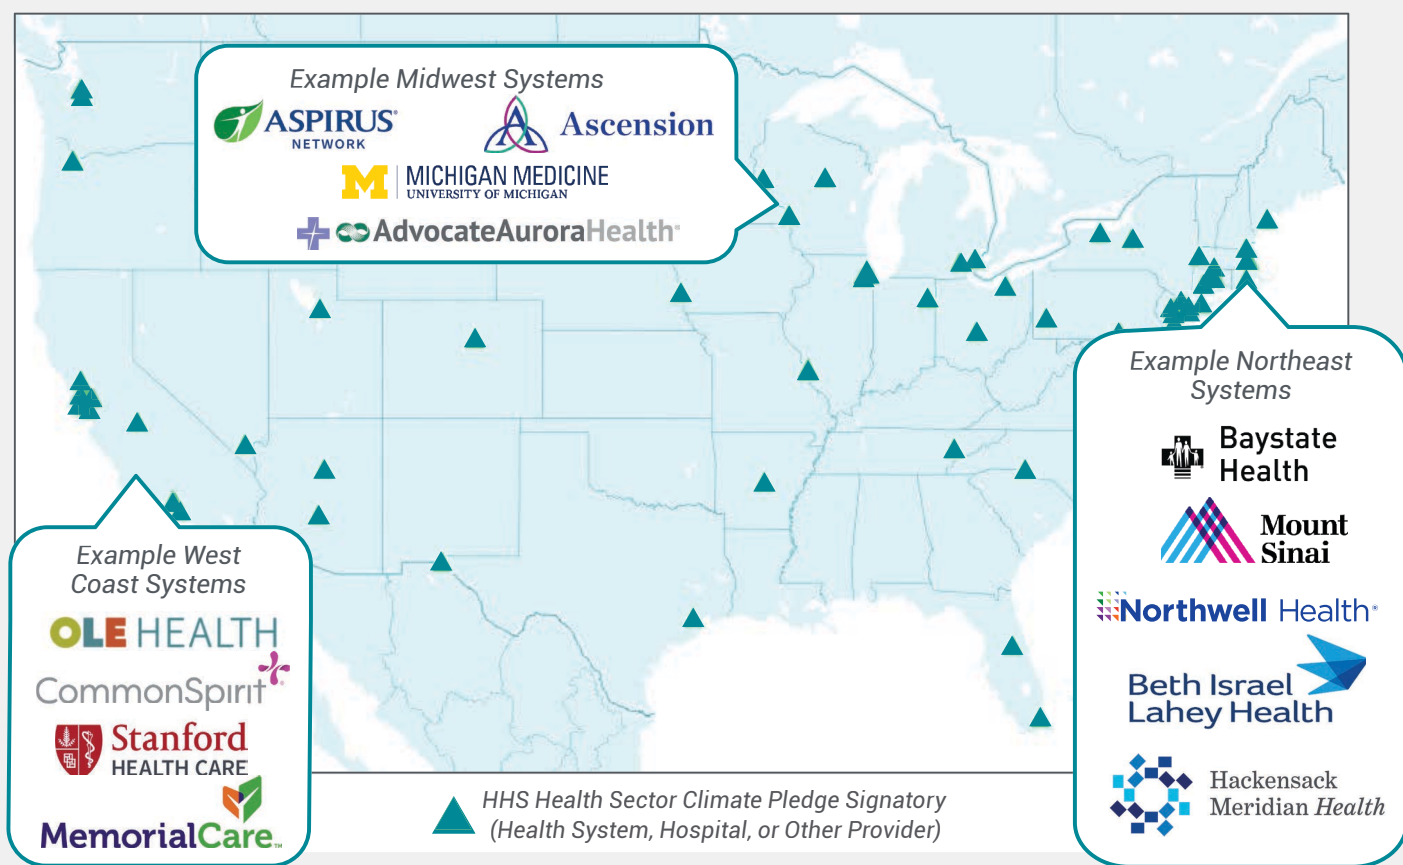 Example Midwest Systems
ASPIRUS®
NETWORK
Ascension
M
MICHIGAN MEDICINE
UNIVERSITY OF MICHIGAN
AdvocateAuroraHealth
Example West
Coast Systems
OLE HEALTH
CommonSpirit
Stanford
HEALTH CARE
MemorialCare™
Example Northeast
Systems
Baystate
Health
Mount
Sinai
Northwell Health®
Beth Israel
Lahey Health
Hackensack
Meridian Health
HHS Health Sector Climate Pledge Signatory
(Health System, Hospital, or Other Provider)